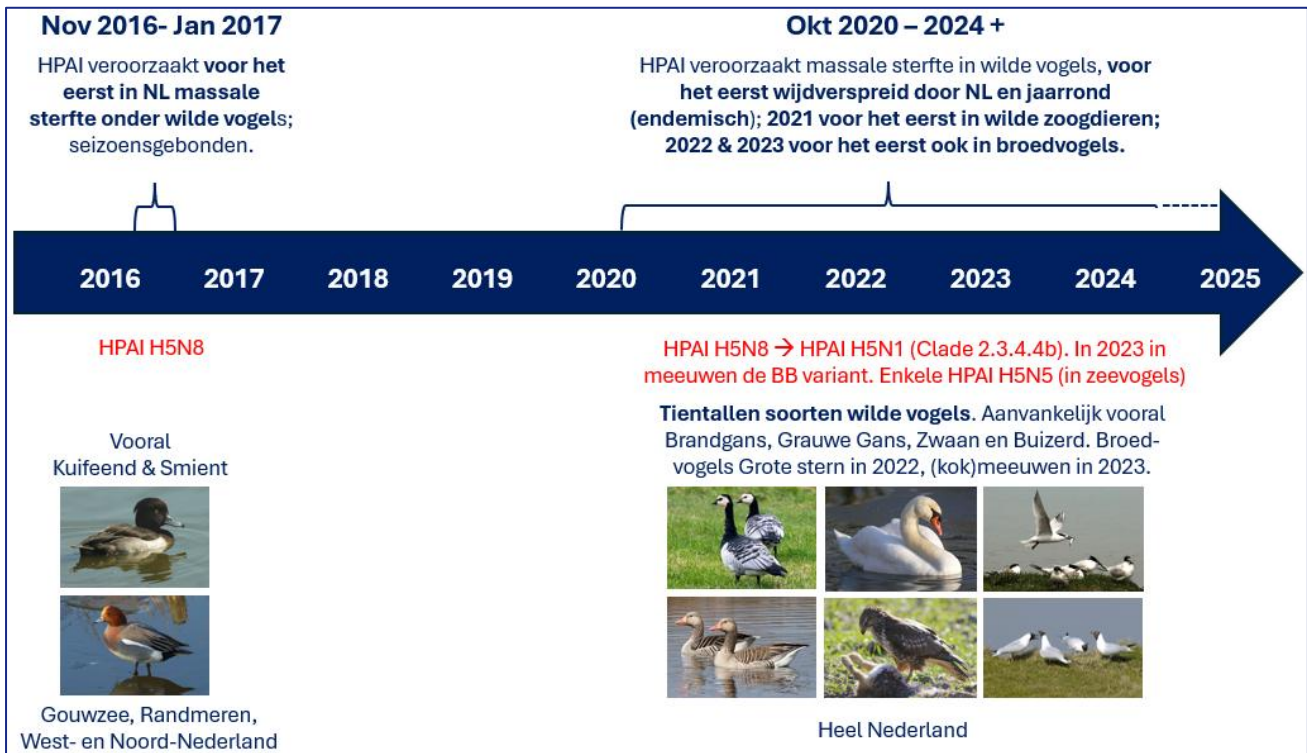 Nov 2016- Jan 2017
HPAI veroorzaakt voor het
eerst in NL massale
sterfte onder wilde vogels;
seizoensgebonden.
Okt 2020 – 2024 +
HPAI veroorzaakt massale sterfte in wilde vogels, voor
het eerst wijdverspreid door NL en jaarrond
(endemisch); 2021 voor het eerst in wilde zoogdieren;
2022 & 2023 voor het eerst ook in broedvogels.
2016 2017 2018 2019 2020 2021 2022 2023 2024 2025
HPAI H5N8
Vooral
Kuifeend & Smient
Gouwzee, Randmeren,
West- en Noord-Nederland
HPAI H5N8 → HPAI H5N1 (Clade 2.3.4.4b). In 2023 in
meeuwen de BB variant. Enkele HPAI H5N5 (in zeevogels)
Tientallen soorten wilde vogels. Aanvankelijk vooral
Brandgans, Grauwe Gans, Zwaan en Buizerd. Broed-
vogels Grote stern in 2022, (kok)meeuwen in 2023.
Heel Nederland